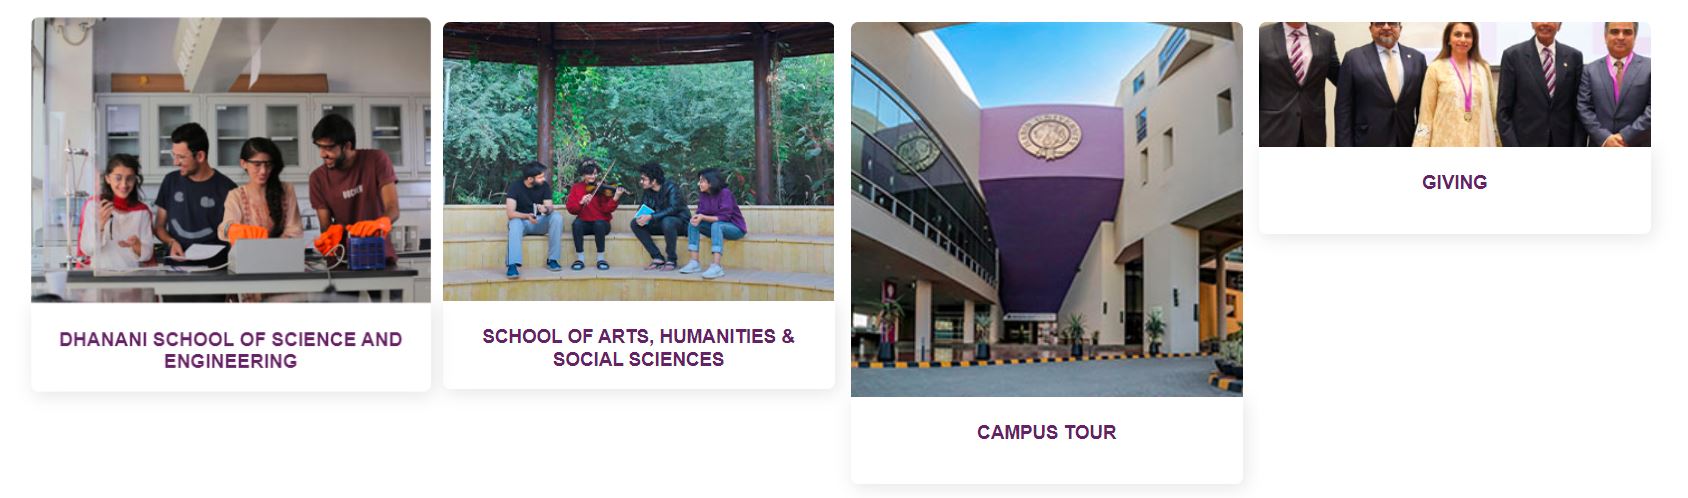 DHANANI SCHOOL OF SCIENCE AND
ENGINEERING
SCHOOL OF ARTS, HUMANITIES &
SOCIAL SCIENCES
CAMPUS TOUR
GIVING